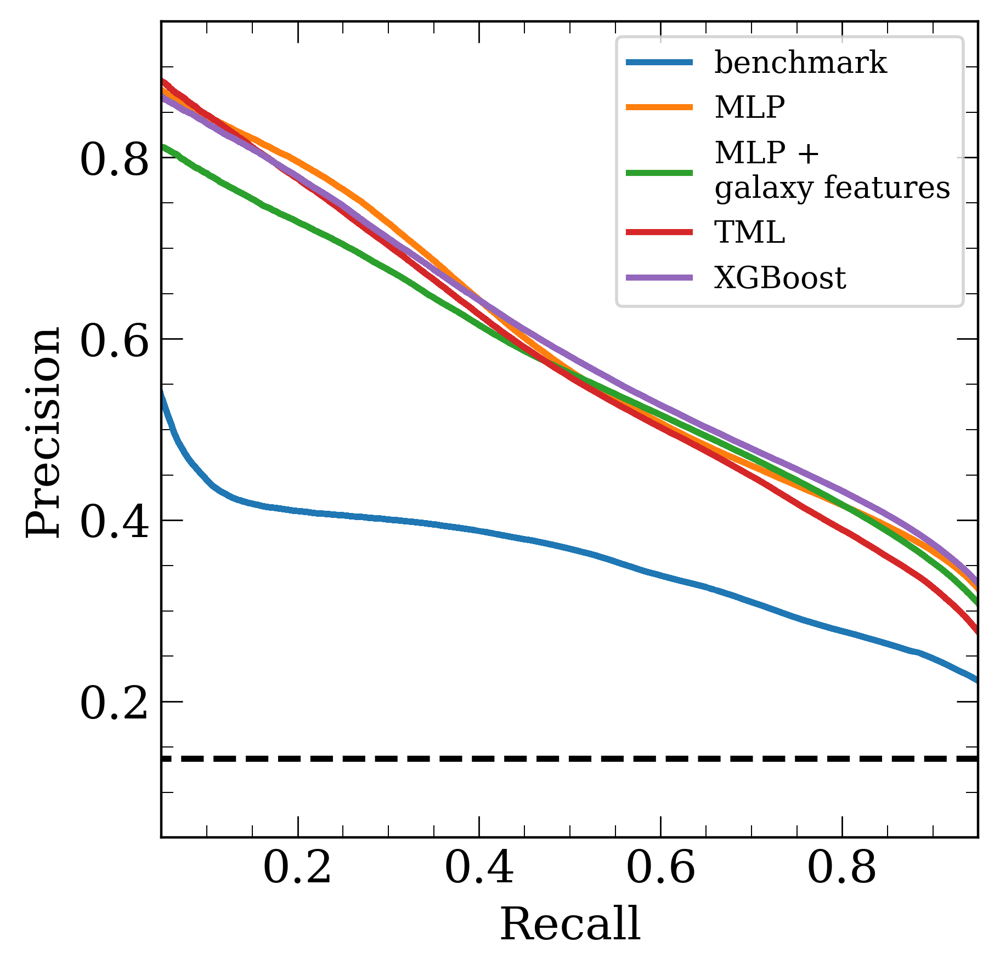 benchmark
MLP
MLP +
galaxy features
TML
XGBoost
Precision
0.8
0.6
0.4
0.2
0.2 0.4 0.6 0.8
Recall